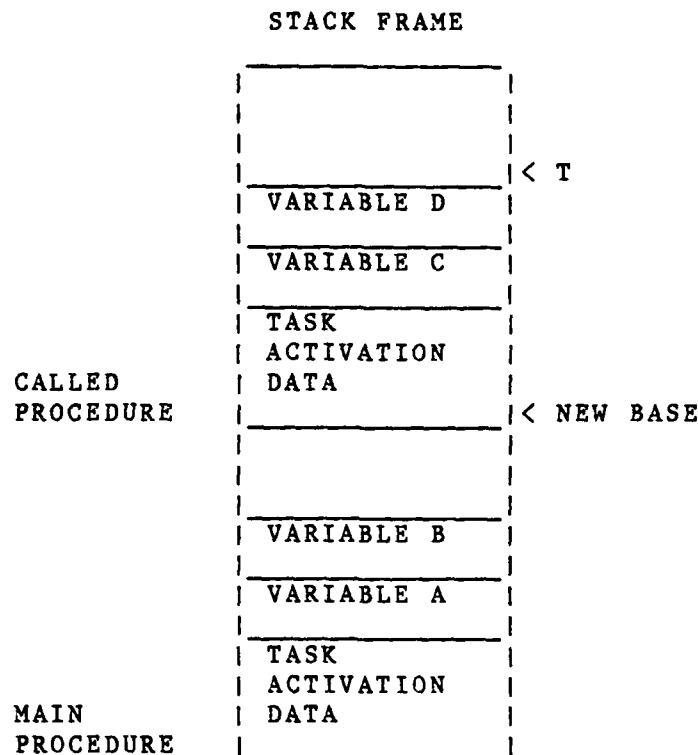 STACK FRAME
< T
VARIABLE D
VARIABLE C
TASK
ACTIVATION
CALLED DATA
PROCEDURE < NEW BASE
VARIABLE B
VARIABLE A
TASK
ACTIVATION
MAIN DATA
PROCEDURE